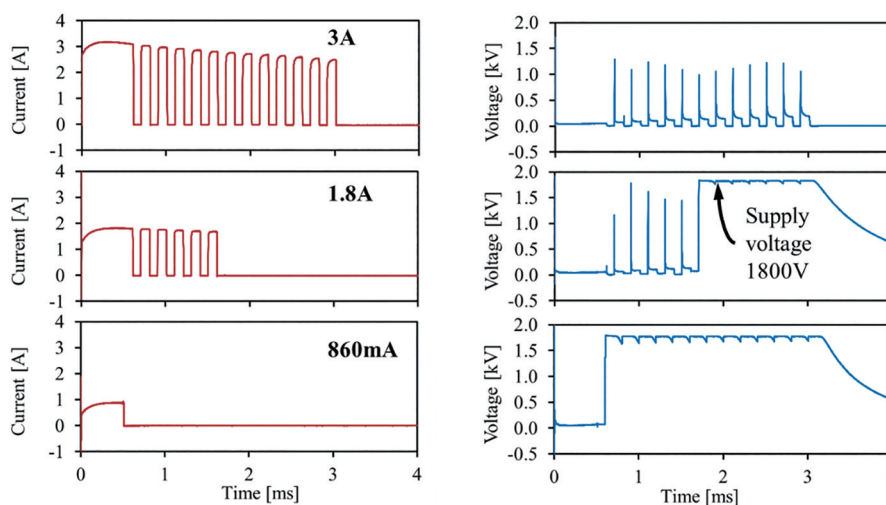 Current [A]
4
3
2
1
0
-1
3A
Voltage [kV]
2.0
1.5
1.0
0.5
0.0
-0.5
Current [A]
4
3
2
1
0
-1
1.8A
Voltage [kV]
2.0
1.5
1.0
0.5
0.0
-0.5
Supply
voltage
1800V
Current [A]
4
3
2
1
0
-1
860mA
0 1 2 3 4
Time [ms]
Voltage [kV]
2.0
1.5
1.0
0.5
0.0
-0.5
0 1 2 3
Time [ms]